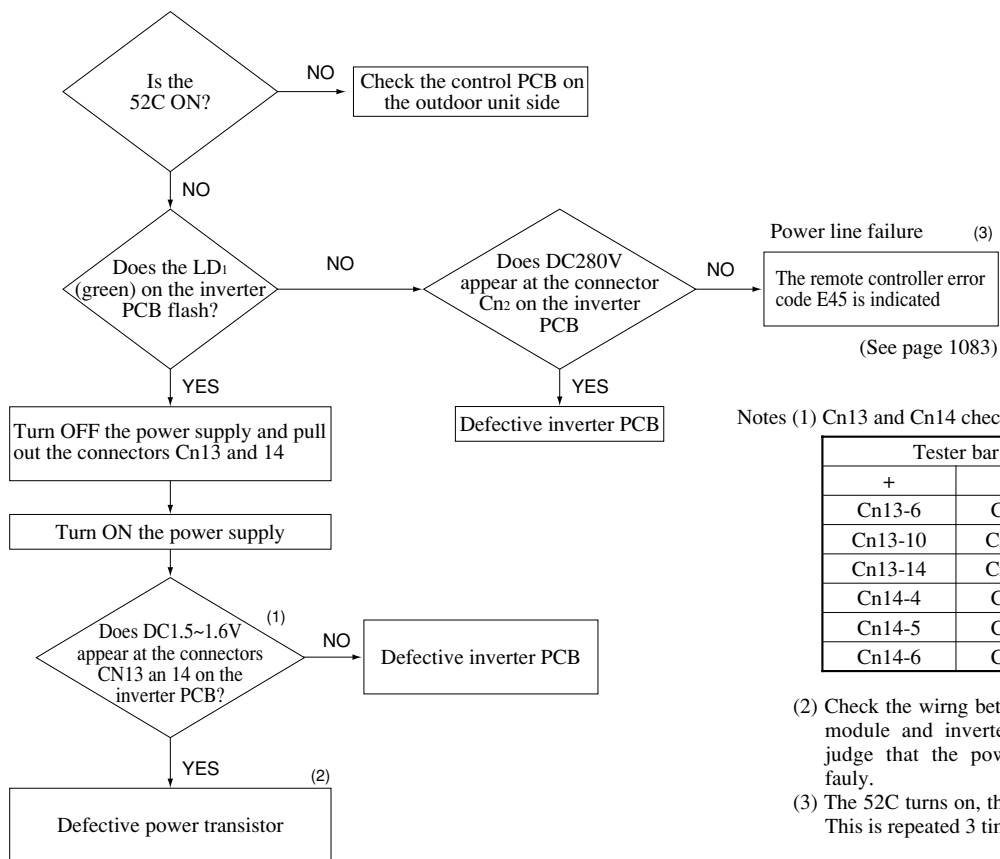 Is the
52C ON?
NO
Check the control PCB on
the outdoor unit side
NO
Does the LD1
(green) on the inverter
PCB flash?
NO
Does DC280V
appear at the connector
Cn2 on the inverter
PCB
NO
Power line failure (3)
The remote controller error
code E45 is indicated
(See page 1083)
YES
YES
Defective inverter PCB
Turn OFF the power supply and pull
out the connectors Cn13 and 14
Turn ON the power supply
(1)
Does DC1.5~1.6V
appear at the connectors
CN13 an 14 on the
inverter PCB?
NO
Defective inverter PCB
YES
(2)
Defective power transistor
Notes (1) Cn13 and Cn14 chec
Tester bar
+
Cn13-6 C
Cn13-10 Cn
Cn13-14 Cn
Cn14-4 C
Cn14-5 C
Cn14-6 C
(2) Check the wirng bet
module and inverte
judge that the pow
fauly.
(3) The 52C turns on, th
This is repeated 3 tin